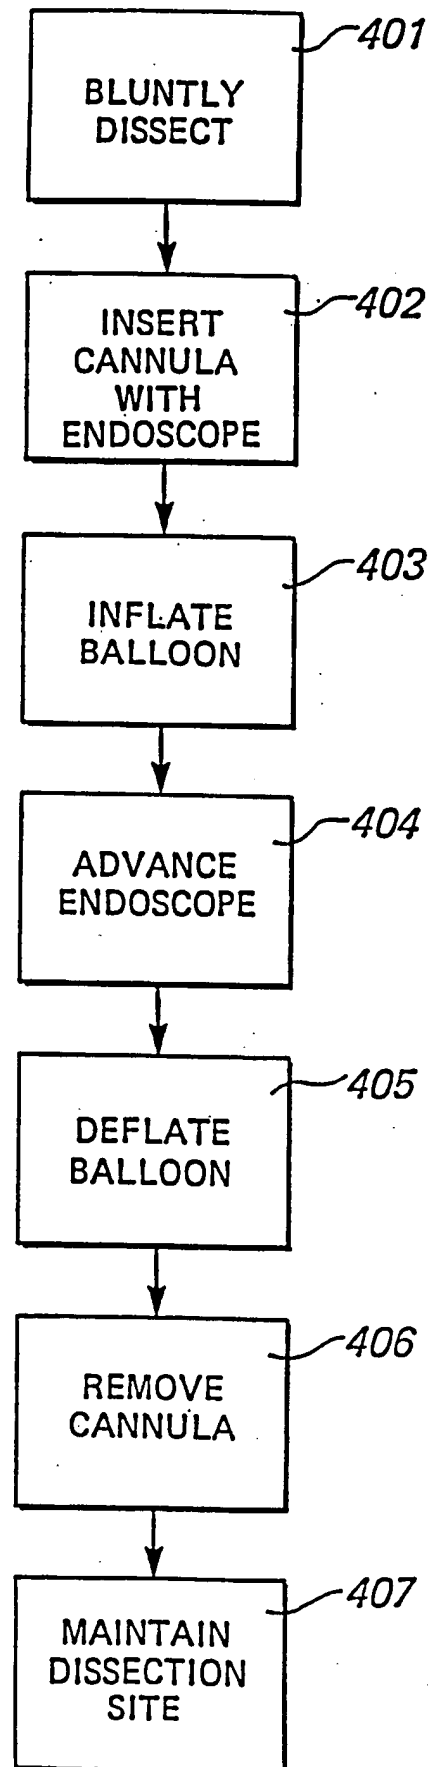 401
BLUNTLY
DISSECT
402
INSERT
CANNULA
WITH
ENDOSCOPE
403
INFLATE
BALLOON
404
ADVANCE
ENDOSCOPE
405
DEFLATE
BALLOON
406
REMOVE
CANNULA
407
MAINTAIN
DISSECTION
SITE